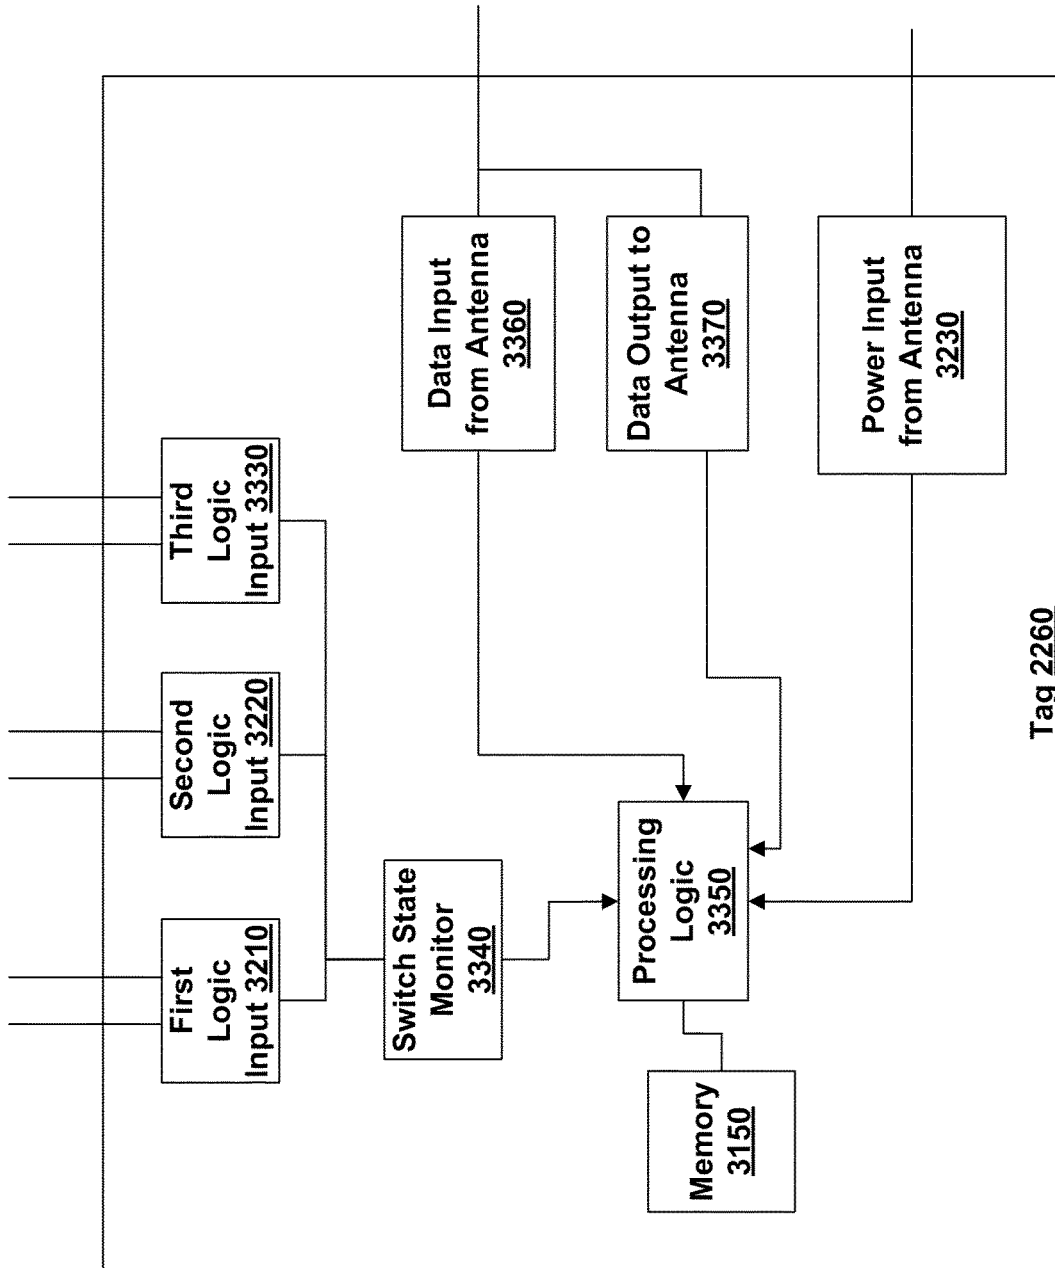 First
Logic
Input 3210
Second
Logic
Input 3220
Third
Logic
Input 3330
Switch State
Monitor
3340
Data Input
from Antenna
3360
Data Output to
Antenna
3370
Power Input
from Antenna
3230
Processing
Logic
3350
Memory
3150
Tag 2260